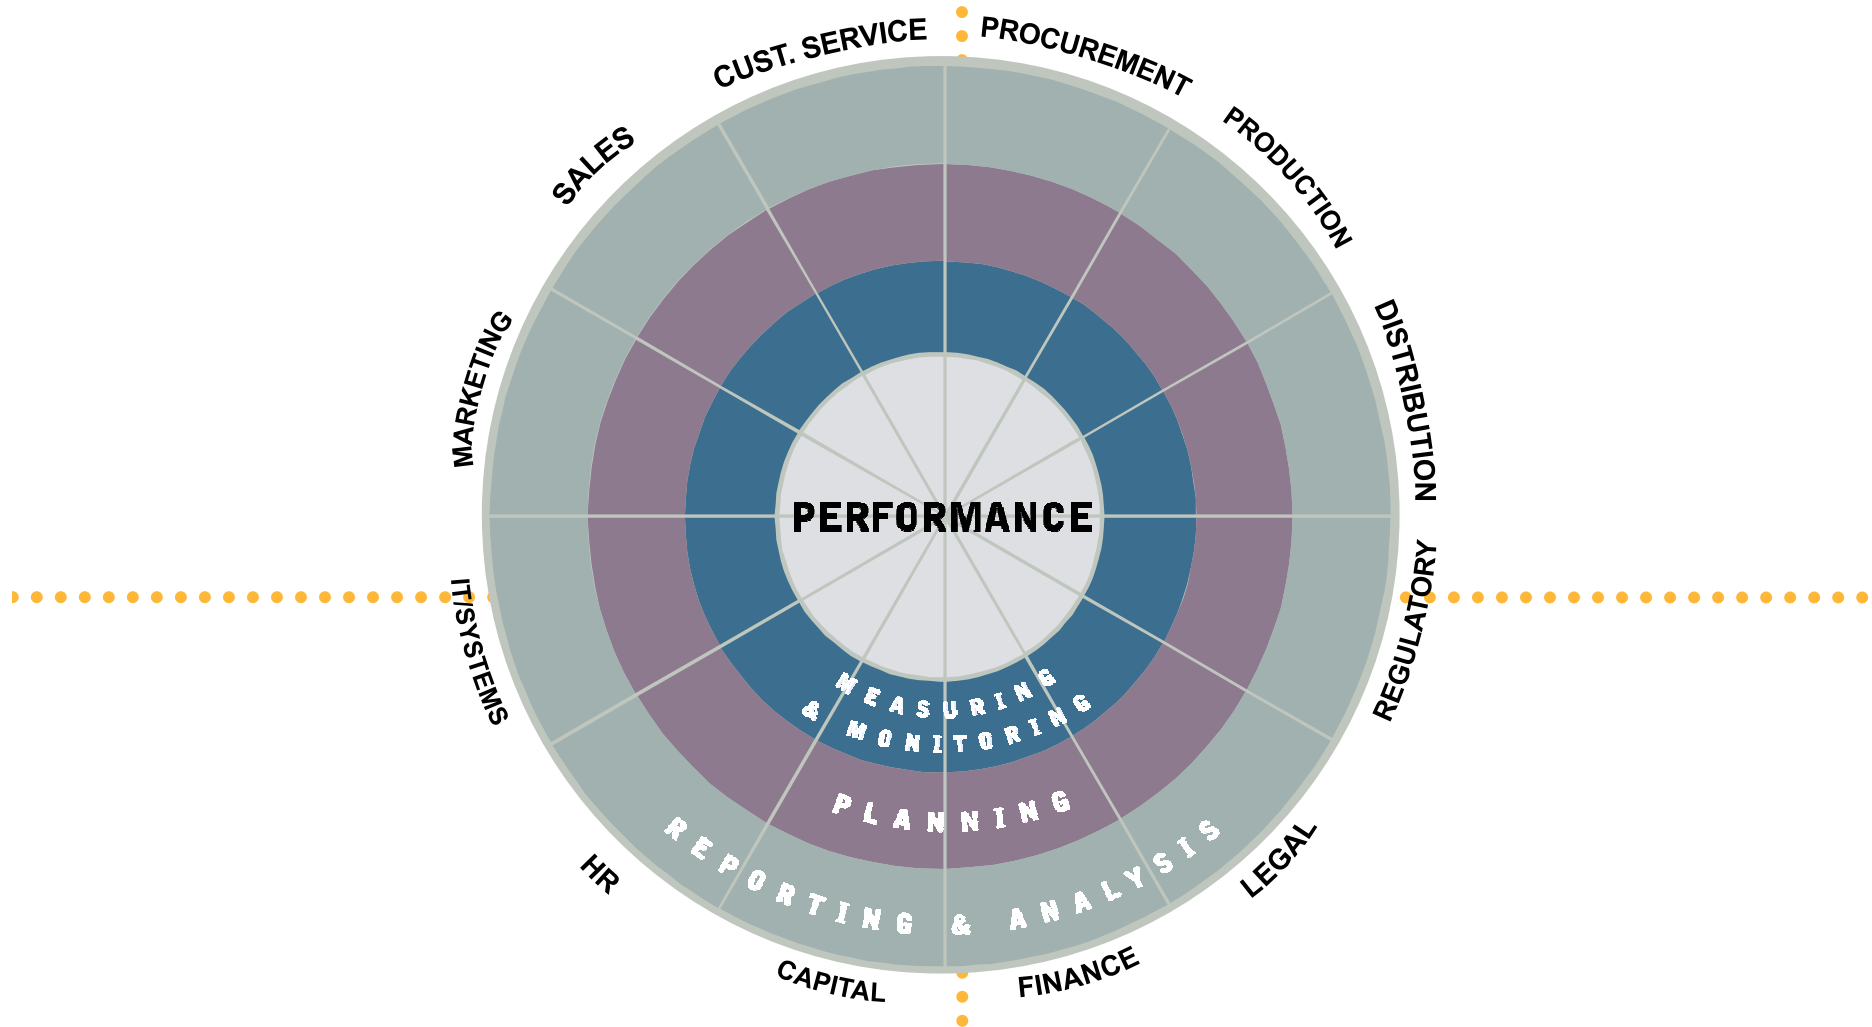 CUST. SERVICE
PROCUREMENT
PRODUCTION
SALES
DISTRIBUTION
MARKETING
PERFORMANCE
IT/SYSTEMS
REGULATORY
MEASURING
& MONITORING
PLANNING
REPORTING & ANALYSIS
HR
LEGAL
CAPITAL
FINANCE